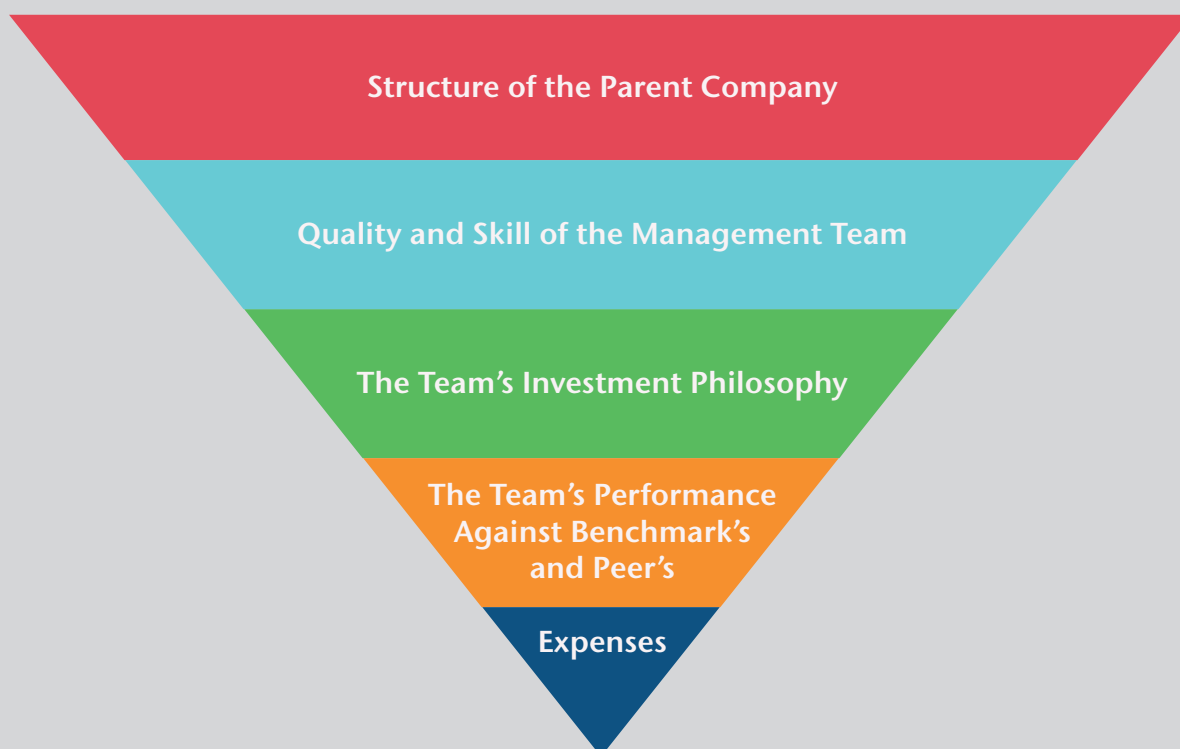 Structure of the Parent Company
Quality and Skill of the Management Team
The Team’s Investment Philosophy
The Team’s Performance
Against Benchmark’s
and Peer’s
Expenses